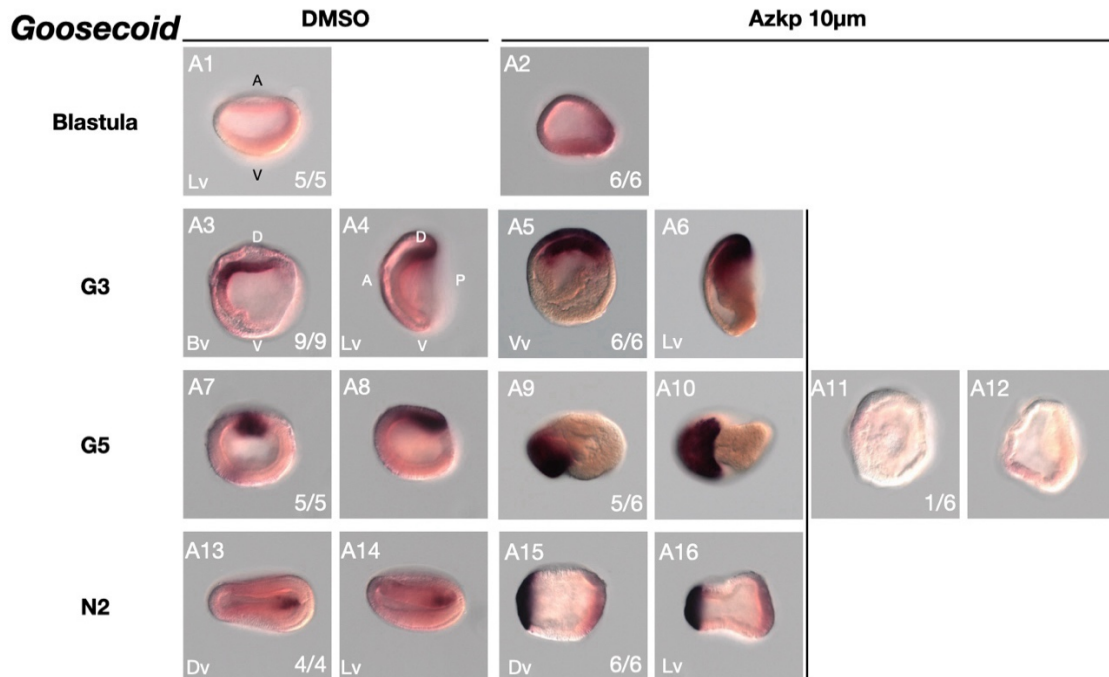 Goosecoid DMSO Azkp 10µm
Blastula
A1 A2
A
V
Lv 5/5 6/6
G3
A3 A4 A5 A6
D D
A P
Bv V 9/9 Lv V Vv 6/6 Lv
G5
A7 A8 A9 A10 A11 A12
5/5 5/6 1/6
N2
A13 A14 A15 A16
Dv 4/4 Lv Dv 6/6 Lv